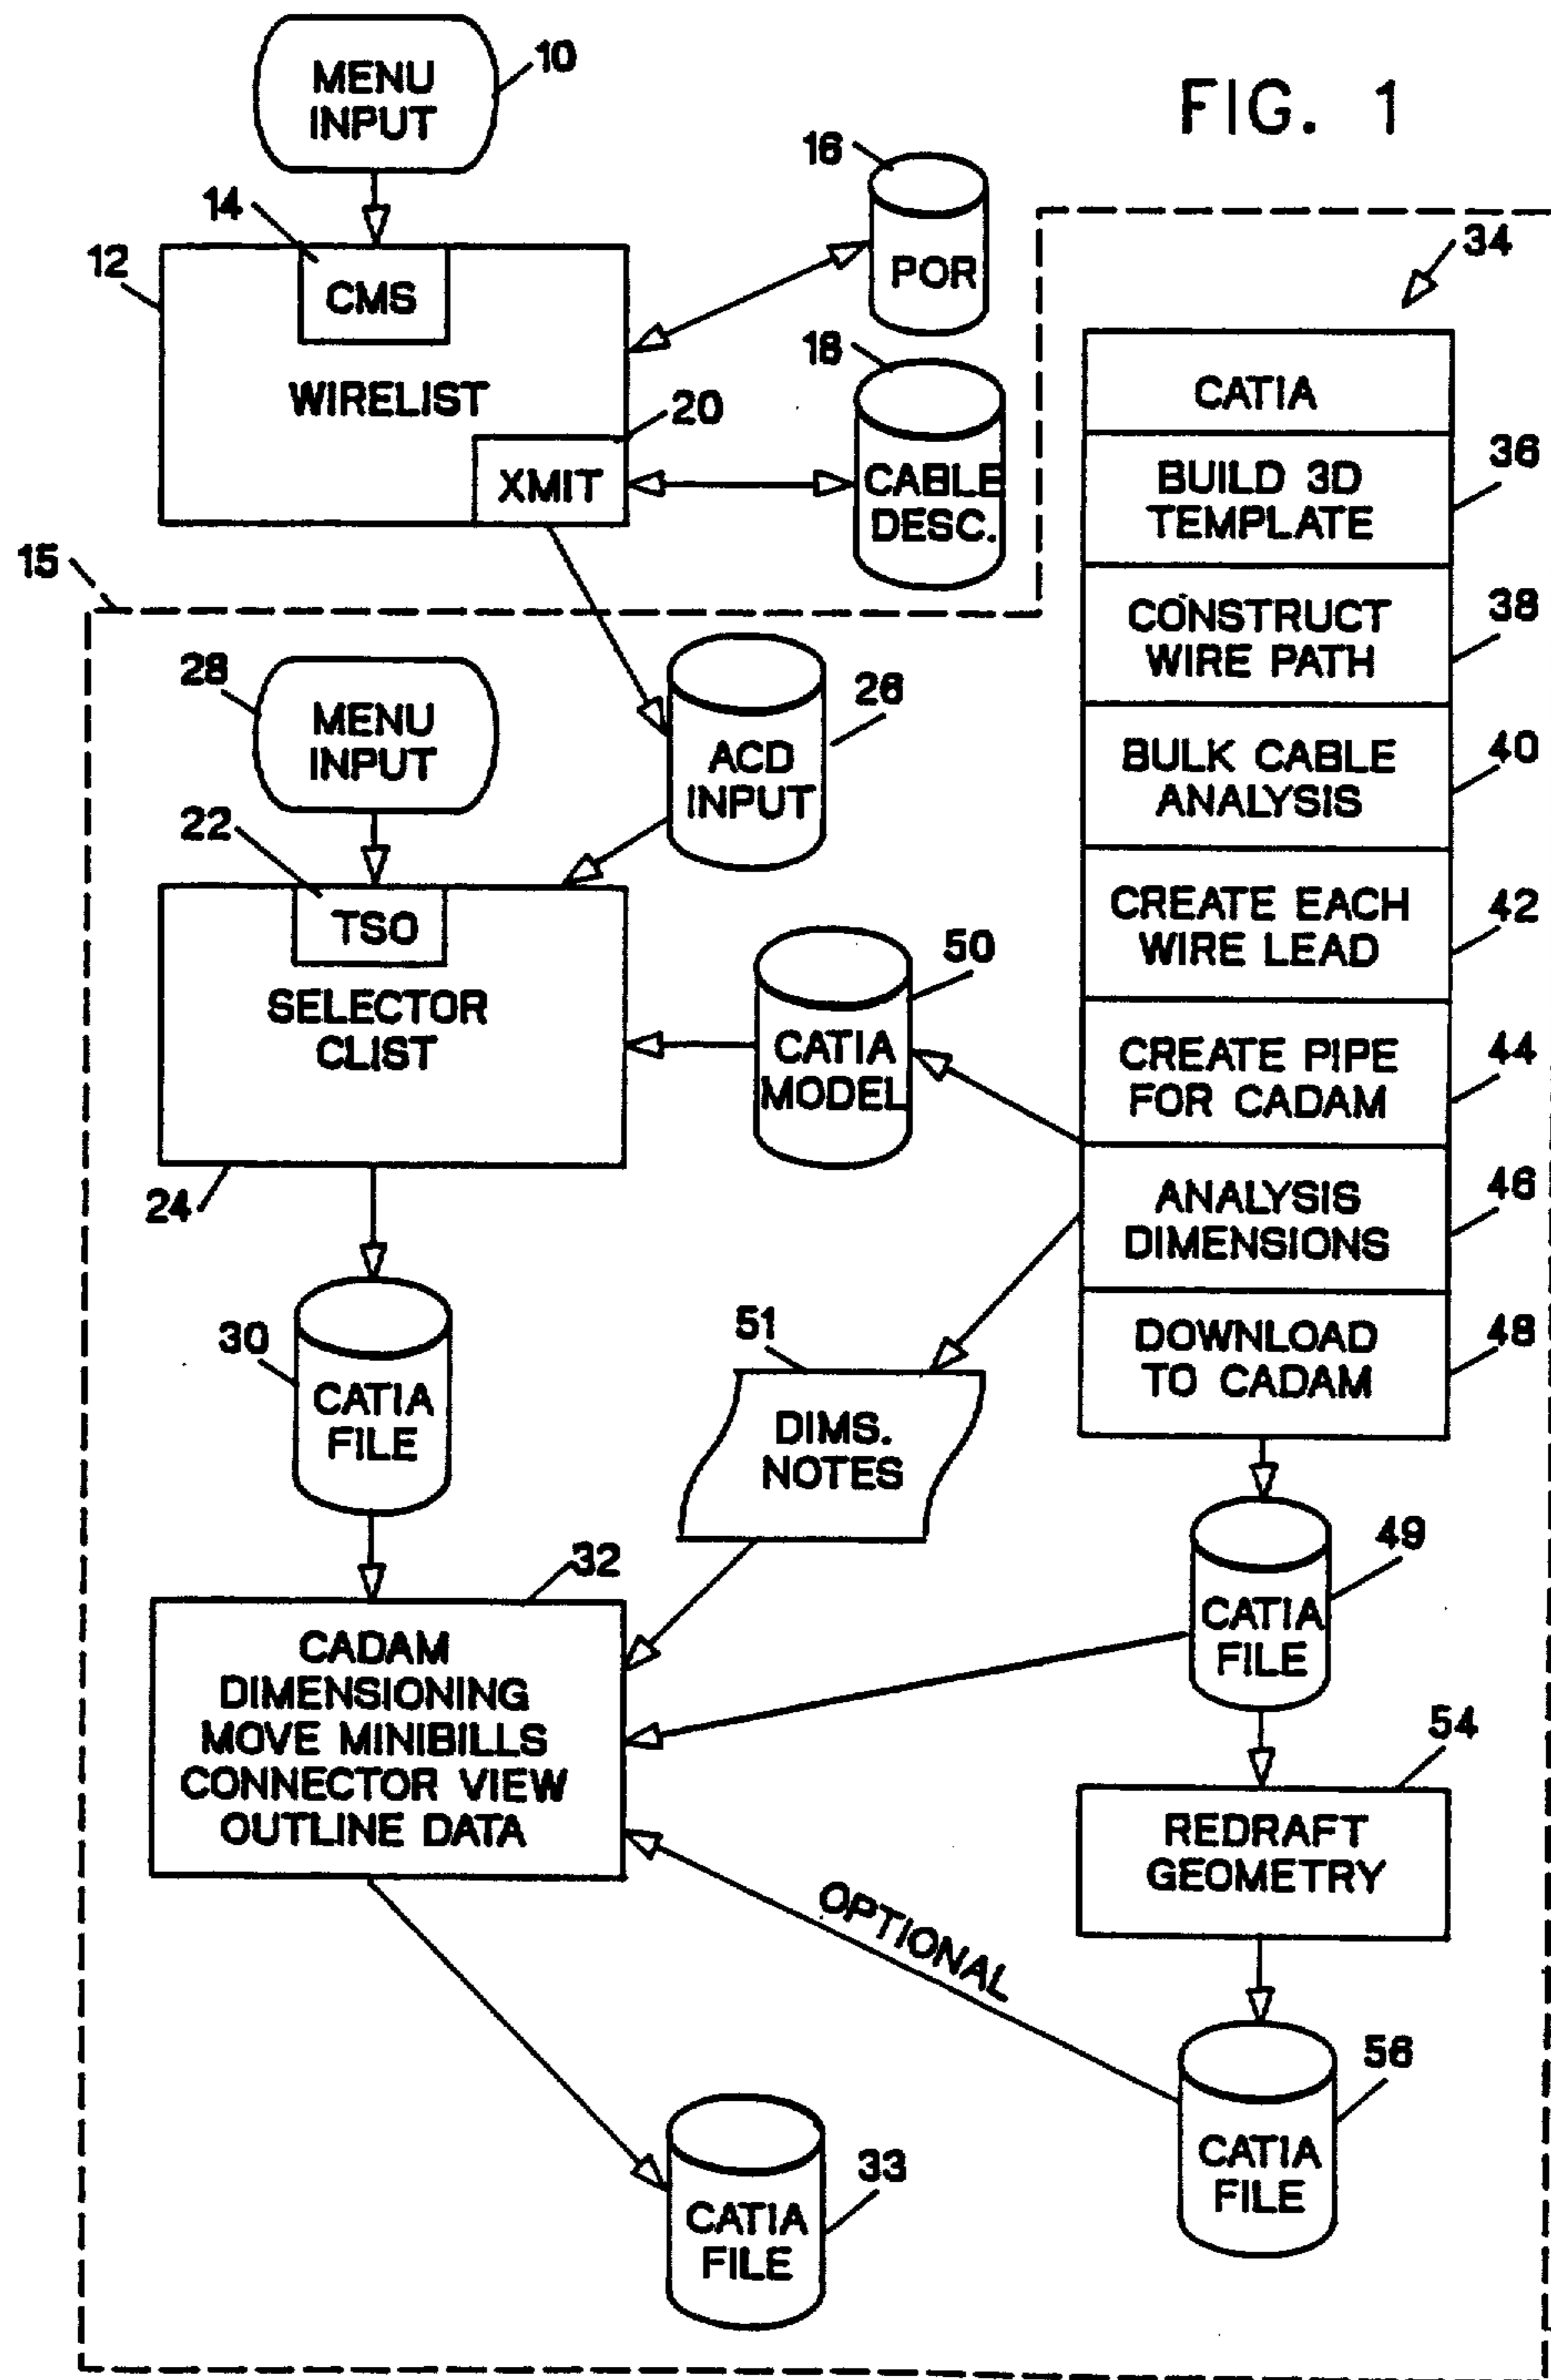 FIG. 1
MENU
INPUT
10
14
12
CMS
WIRELIST
20
XMIT
16
POR
18
CABLE
DESC.
15
28
MENU
INPUT
26
ACD
INPUT
22
TSO
SELECTOR
CLIST
24
50
CATIA
MODEL
30
CATIA
FILE
51
DIMS.
NOTES
32
CADAM
DIMENSIONING
MOVE MINIBILLS
CONNECTOR VIEW
OUTLINE DATA
OPTIONAL
33
CATIA
FILE
34
CATIA
BUILD 3D
TEMPLATE
36
CONSTRUCT
WIRE PATH
38
BULK CABLE
ANALYSIS
40
CREATE EACH
WIRE LEAD
42
CREATE PIPE
FOR CADAM
44
ANALYSIS
DIMENSIONS
46
DOWNLOAD
TO CADAM
48
49
CATIA
FILE
54
REDRAFT
GEOMETRY
56
CATIA
FILE